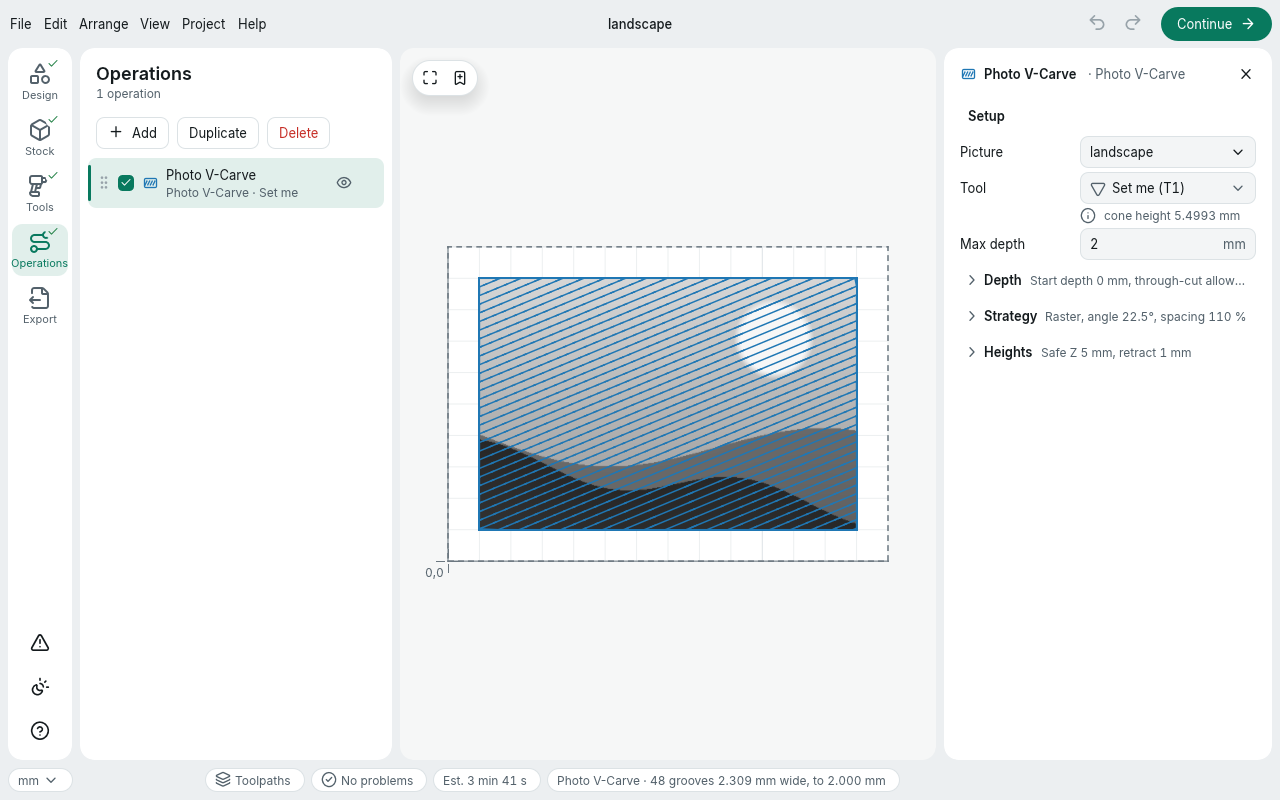 File Edit Arrange View Project Help
landscape
Continue
Design
Stock
Tools
Operations
Export
Operations
1 operation
Add
Duplicate
Delete
Photo V-Carve
Photo V-Carve · Set me
0,0
Photo V-Carve · Photo V-Carve
Setup
Picture landscape
Tool Set me (T1)
cone height 5.4993 mm
Max depth 2 mm
Depth Start depth 0 mm, through-cut allow…
Strategy Raster, angle 22.5°, spacing 110 %
Heights Safe Z 5 mm, retract 1 mm
mm
Toolpaths
No problems
Est. 3 min 41 s
Photo V-Carve · 48 grooves 2.309 mm wide, to 2.000 mm